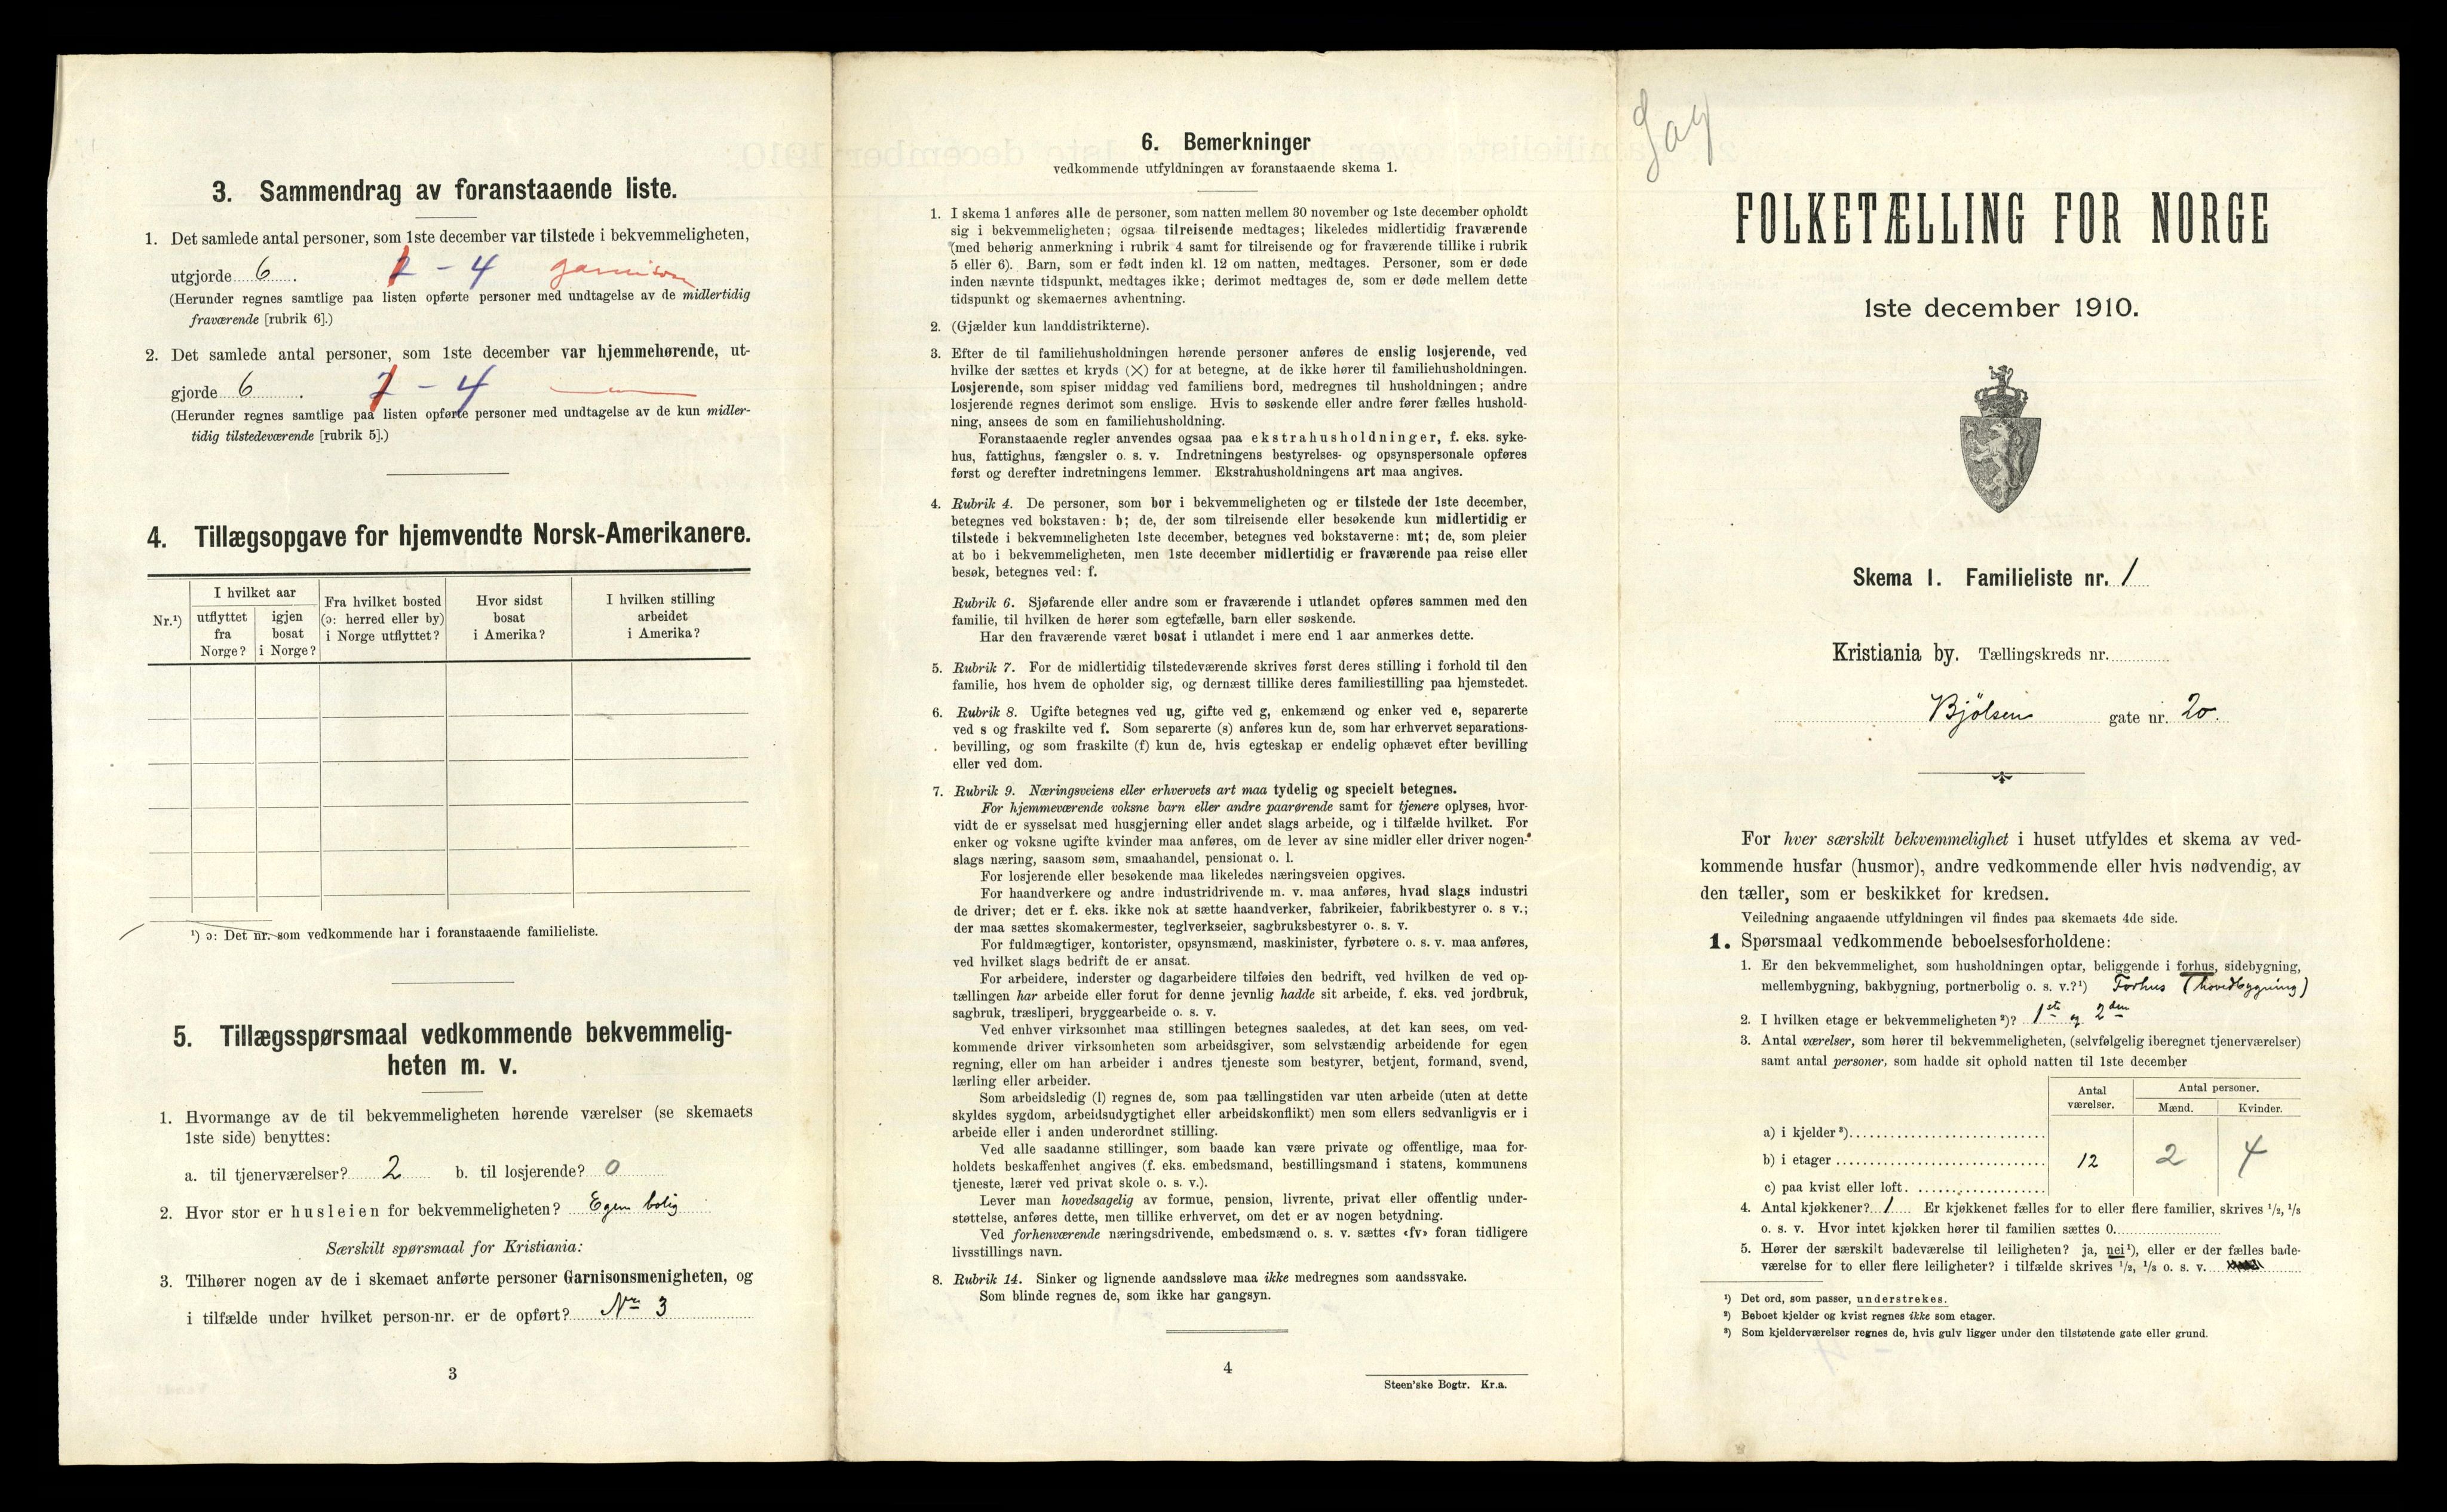 3. Sammendrag av foranstaaende liste.
1. Det samlede antal personer, som 1ste december var tilstede i bekvemmeligheten,
utgjorde 6. 2 - 4 garnison
(Herunder regnes samtlige paa listen opførte personer med undtagelse av de midlertidig
fraværende [rubrik 6].)
2. Det samlede antal personer, som 1ste december var hjemmehørende, ut-
gjorde 6. 2 - 4
(Herunder regnes samtlige paa listen opførte personer med undtagelse av de kun midler-
tidig tilstedeværende [rubrik 5].)
4. Tillægsopgave for hjemvendte Norsk-Amerikanere.
Nr.¹)
I hvilket aar
utflyttet
fra
Norge?
igjen
bosat
i Norge?
Fra hvilket bosted
(ɔ: herred eller by)
i Norge utflyttet?
Hvor sidst
bosat
i Amerika?
I hvilken stilling
arbeidet
i Amerika?
¹) ɔ: Det nr. som vedkommende har i foranstaaende familieliste.
5. Tillægsspørsmaal vedkommende bekvemmelig-
heten m. v.
1. Hvormange av de til bekvemmeligheten hørende værelser (se skemaets
1ste side) benyttes:
a. til tjenerværelser? 2 b. til losjerende? 0
2. Hvor stor er husleien for bekvemmeligheten? Egen bolig
Særskilt spørsmaal for Kristiania:
3. Tilhører nogen av de i skemaet anførte personer Garnisonsmenigheten, og
i tilfælde under hvilket person-nr. er de opført? Nr 3
3
6. Bemerkninger
vedkommende utfyldningen av foranstaaende skema 1.
1. I skema 1 anføres alle de personer, som natten mellem 30 november og 1ste december opholdt
sig i bekvemmeligheten; ogsaa tilreisende medtages; likeledes midlertidig fraværende
(med behørig anmerkning i rubrik 4 samt for tilreisende og for fraværende tillike i rubrik
5 eller 6). Barn, som er født inden kl. 12 om natten, medtages. Personer, som er døde
inden nævnte tidspunkt, medtages ikke; derimot medtages de, som er døde mellem dette
tidspunkt og skemaernes avhentning.
2. (Gjælder kun landdistrikterne).
3. Efter de til familiehusholdningen hørende personer anføres de enslig losjerende, ved
hvilke der sættes et kryds (×) for at betegne, at de ikke hører til familiehusholdningen.
Losjerende, som spiser middag ved familiens bord, medregnes til husholdningen; andre
losjerende regnes derimot som enslige. Hvis to søskende eller andre fører fælles hushold-
ning, ansees de som en familiehusholdning.
Foranstaaende regler anvendes ogsaa paa ekstrahusholdninger, f. eks. syke-
hus, fattighus, fængsler o. s. v. Indretningens bestyrelses- og opsynspersonale opføres
først og derefter indretningens lemmer. Ekstrahusholdningens art maa angives.
4. Rubrik 4. De personer, som bor i bekvemmeligheten og er tilstede der 1ste december,
betegnes ved bokstaven: b; de, der som tilreisende eller besøkende kun midlertidig er
tilstede i bekvemmeligheten 1ste december, betegnes ved bokstaverne: mt; de, som pleier
at bo i bekvemmeligheten, men 1ste december midlertidig er fraværende paa reise eller
besøk, betegnes ved: f.
Rubrik 6. Sjøfarende eller andre som er fraværende i utlandet opføres sammen med den
familie, til hvilken de hører som egtefælle, barn eller søskende.
Har den fraværende været bosat i utlandet i mere end 1 aar anmerkes dette.
5. Rubrik 7. For de midlertidig tilstedeværende skrives først deres stilling i forhold til den
familie, hos hvem de opholder sig, og dernæst tillike deres familiestilling paa hjemstedet.
6. Rubrik 8. Ugifte betegnes ved ug, gifte ved g, enkemænd og enker ved e, separerte
ved s og fraskilte ved f. Som separerte (s) anføres kun de, som har erhvervet separations-
bevilling, og som fraskilte (f) kun de, hvis egteskap er endelig ophævet efter bevilling
eller ved dom.
7. Rubrik 9. Næringsveiens eller erhvervets art maa tydelig og specielt betegnes.
For hjemmeværende voksne barn eller andre paarørende samt for tjenere oplyses, hvor-
vidt de er sysselsat med husgjerning eller andet slags arbeide, og i tilfælde hvilket. For
enker og voksne ugifte kvinder maa anføres, om de lever av sine midler eller driver nogen-
slags næring, saasom søm, smaahandel, pensionat o. l.
For losjerende eller besøkende maa likeledes næringsveien opgives.
For haandverkere og andre industridrivende m. v. maa anføres, hvad slags industri
de driver; det er f. eks. ikke nok at sætte haandverker, fabrikeier, fabrikbestyrer o. s v.;
der maa sættes skomakermester, teglverkseier, sagbruksbestyrer o. s. v.
For fuldmægtiger, kontorister, opsynsmænd, maskinister, fyrbøtere o. s. v. maa anføres,
ved hvilket slags bedrift de er ansat.
For arbeidere, inderster og dagarbeidere tilføies den bedrift, ved hvilken de ved op-
tællingen har arbeide eller forut for denne jevnlig hadde sit arbeide, f. eks. ved jordbruk,
sagbruk, træsliperi, bryggearbeide o. s. v.
Ved enhver virksomhet maa stillingen betegnes saaledes, at det kan sees, om ved-
kommende driver virksomheten som arbeidsgiver, som selvstændig arbeidende for egen
regning, eller om han arbeider i andres tjeneste som bestyrer, betjent, formand, svend,
lærling eller arbeider.
Som arbeidsledig (l) regnes de, som paa tællingstiden var uten arbeide (uten at dette
skyldes sygdom, arbeidsudygtighet eller arbeidskonflikt) men som ellers sedvanligvis er i
arbeide eller i anden underordnet stilling.
Ved alle saadanne stillinger, som baade kan være private og offentlige, maa for-
holdets beskaffenhet angives (f. eks. embedsmand, bestillingsmand i statens, kommunens
tjeneste, lærer ved privat skole o. s. v.).
Lever man hovedsagelig av formue, pension, livrente, privat eller offentlig under-
støttelse, anføres dette, men tillike erhvervet, om det er av nogen betydning.
Ved forhenværende næringsdrivende, embedsmænd o. s. v. sættes «fv» foran tidligere
livsstillings navn.
8. Rubrik 14. Sinker og lignende aandssløve maa ikke medregnes som aandssvake.
Som blinde regnes de, som ikke har gangsyn.
4
Steen'ske Bogtr. Kr.a.
FOLKETÆLLING FOR NORGE
1ste december 1910.
Skema 1. Familieliste nr. 1
Kristiania by. Tællingskreds nr.
Bjölsen gate nr. 20.
For hver særskilt bekvemmelighet i huset utfyldes et skema av ved-
kommende husfar (husmor), andre vedkommende eller hvis nødvendig, av
den tæller, som er beskikket for kredsen.
Veiledning angaaende utfyldningen vil findes paa skemaets 4de side.
1. Spørsmaal vedkommende beboelsesforholdene:
1. Er den bekvemmelighet, som husholdningen optar, beliggende i forhus, sidebygning,
mellembygning, bakbygning, portnerbolig o. s. v.?¹) Forhus (hovedbygning)
2. I hvilken etage er bekvemmeligheten²)? 1ste og 2den
3. Antal værelser, som hører til bekvemmeligheten, (selvfølgelig iberegnet tjenerværelser)
samt antal personer, som hadde sit ophold natten til 1ste december
Antal
værelser.
Antal personer.
Mænd. Kvinder.
a) i kjelder³)
b) i etager 12 2 4
c) paa kvist eller loft.
4. Antal kjøkkener? 1 Er kjøkkenet fælles for to eller flere familier, skrives ¹/₂, ¹/₃
o. s. v. Hvor intet kjøkken hører til familien sættes 0.
5. Hører der særskilt badeværelse til leiligheten? ja, nei¹), eller er der fælles bade-
værelse for to eller flere leiligheter? i tilfælde skrives ¹/₂, ¹/₃ o. s. v.
¹) Det ord, som passer, understrekes.
²) Beboet kjelder og kvist regnes ikke som etager.
³) Som kjelderværelser regnes de, hvis gulv ligger under den tilstøtende gate eller grund.